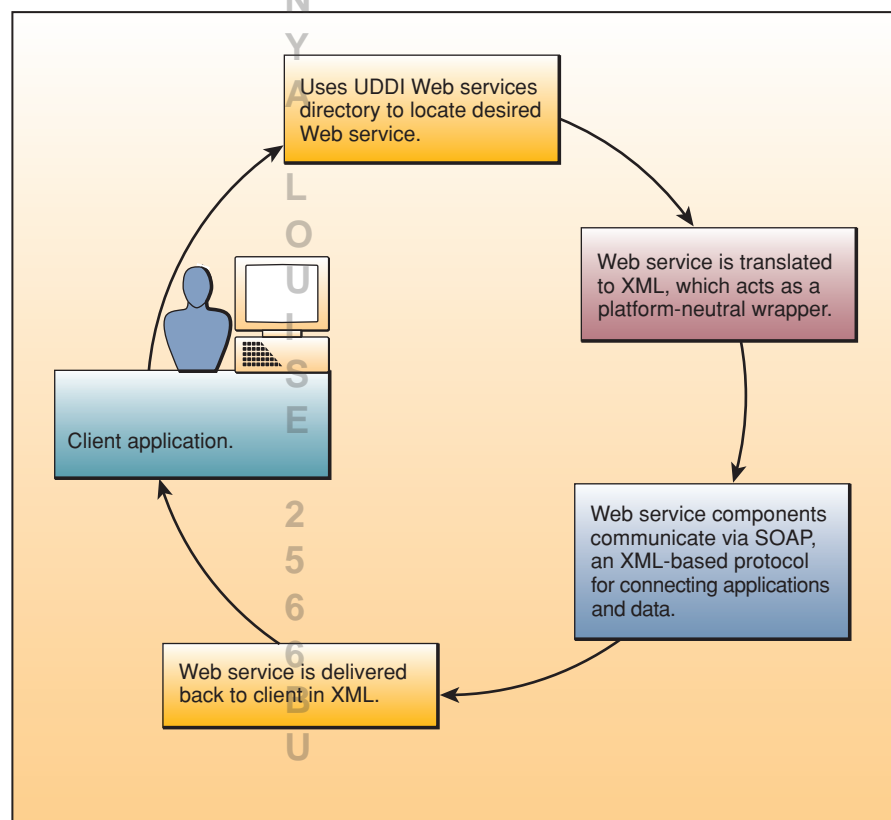 Uses UDDI Web services
directory to locate desired
Web service.
Web service is translated
to XML, which acts as a
platform-neutral wrapper.
Client application.
Web service components
communicate via SOAP,
an XML-based protocol
for connecting applications
and data.
Web service is delivered
back to client in XML.
N
Y
A
L
O
U
I
S
E
2
5
6
6
B
U